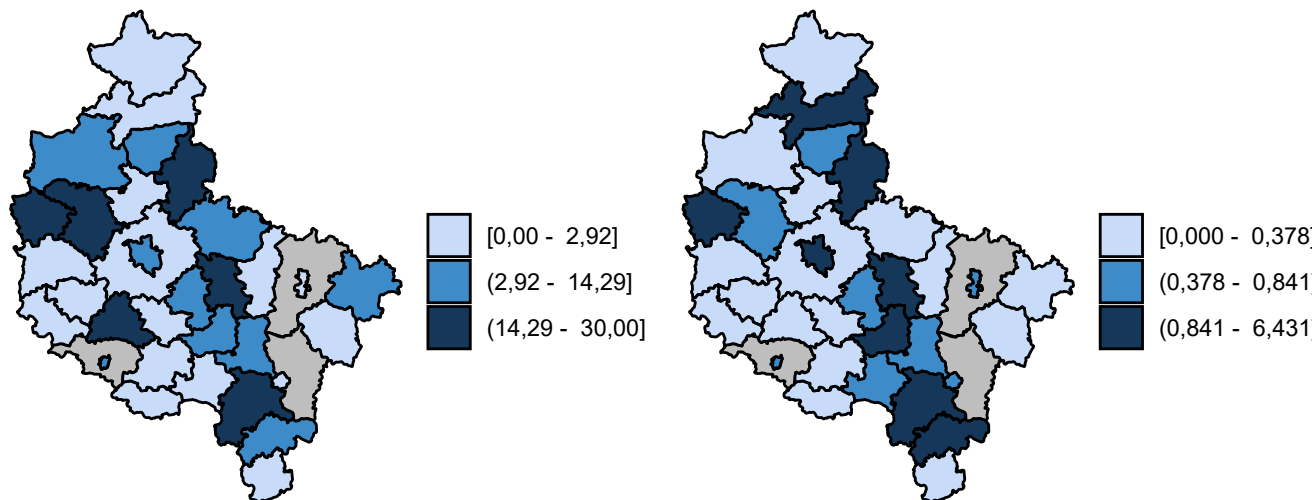 [0,00 - 2,92]
(2,92 - 14,29]
(14,29 - 30,00]
[0,000 - 0,378]
(0,378 - 0,841]
(0,841 - 6,431]